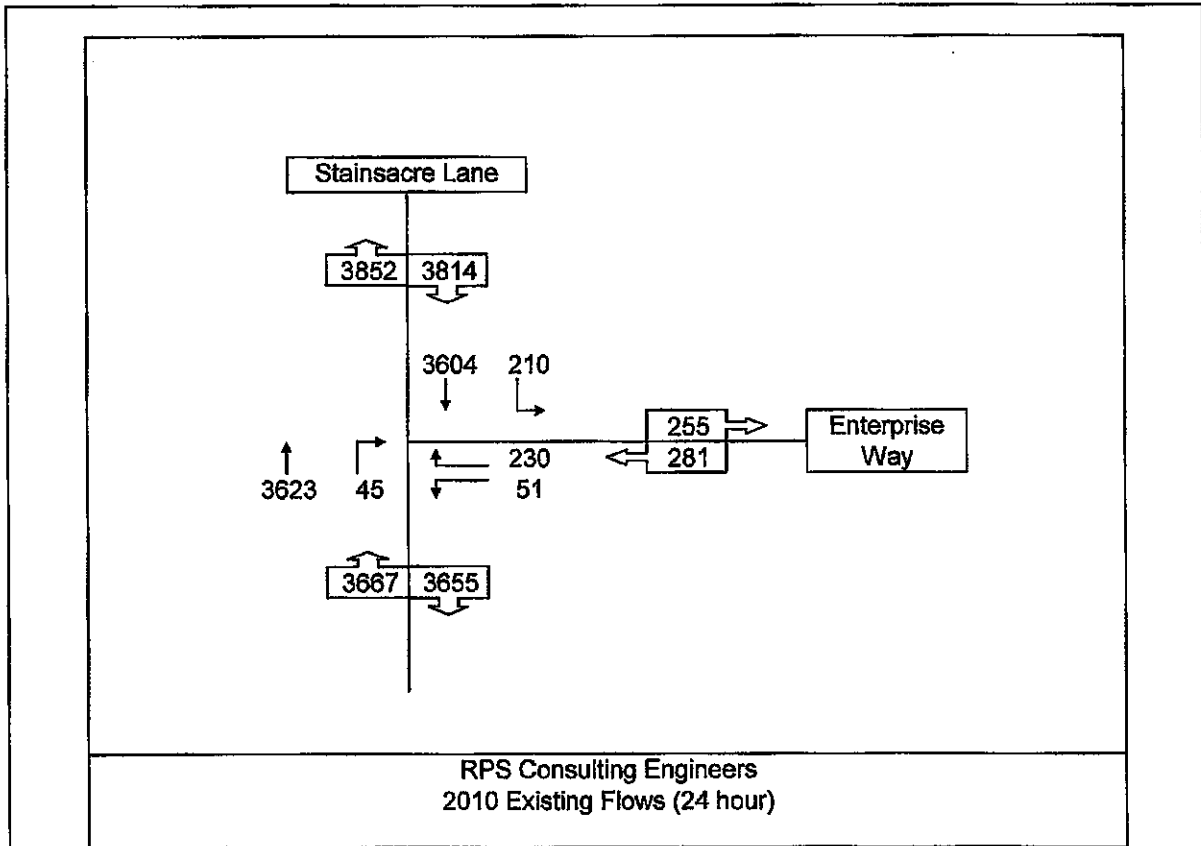 Stainsacre Lane
3852 3814
3604 210
255
281
Enterprise
Way
230
3623 45 51
3667 3655
RPS Consulting Engineers
2010 Existing Flows (24 hour)